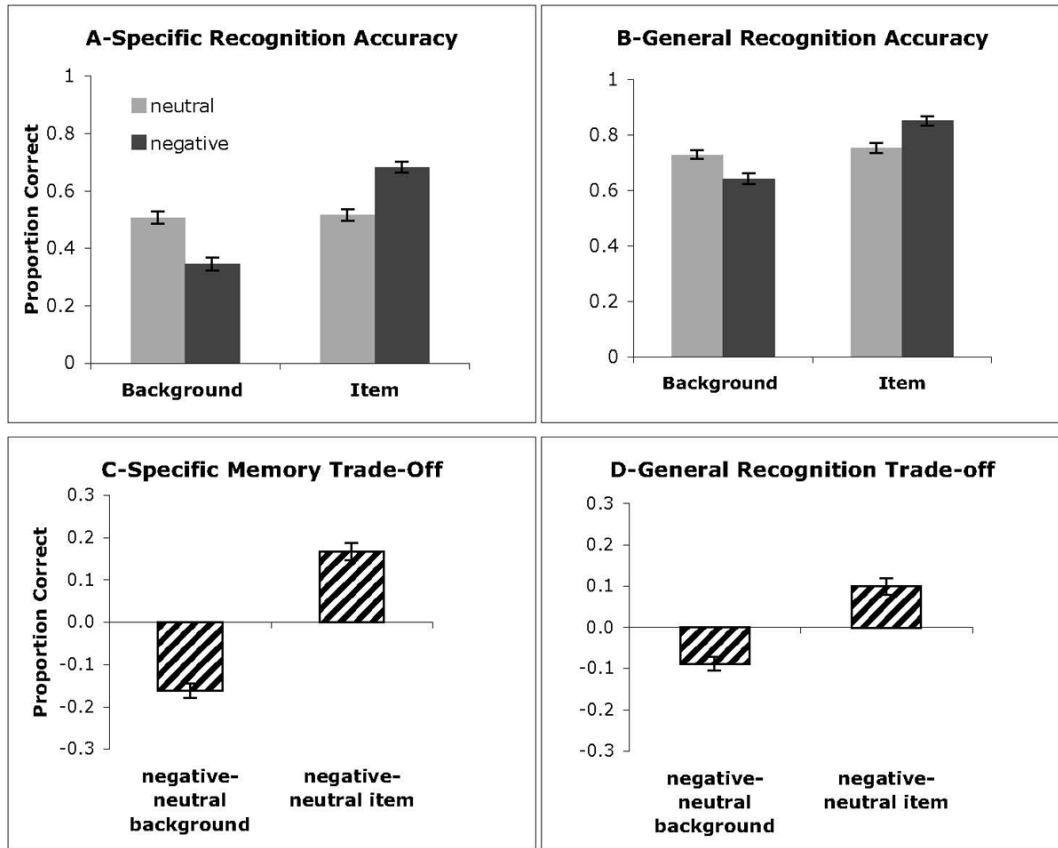 A-Specific Recognition Accuracy
Proportion Correct
1
0.8
0.6
0.4
0.2
0
neutral
negative
Background
Item
B-General Recognition Accuracy
1
0.8
0.6
0.4
0.2
0
Background
Item
C-Specific Memory Trade-Off
Proportion Correct
0.3
0.2
0.1
0.0
-0.1
-0.2
-0.3
negative-
neutral
background
negative-
neutral item
D-General Recognition Trade-off
0.3
0.2
0.1
0.0
-0.1
-0.2
-0.3
negative-
neutral
background
negative-
neutral item